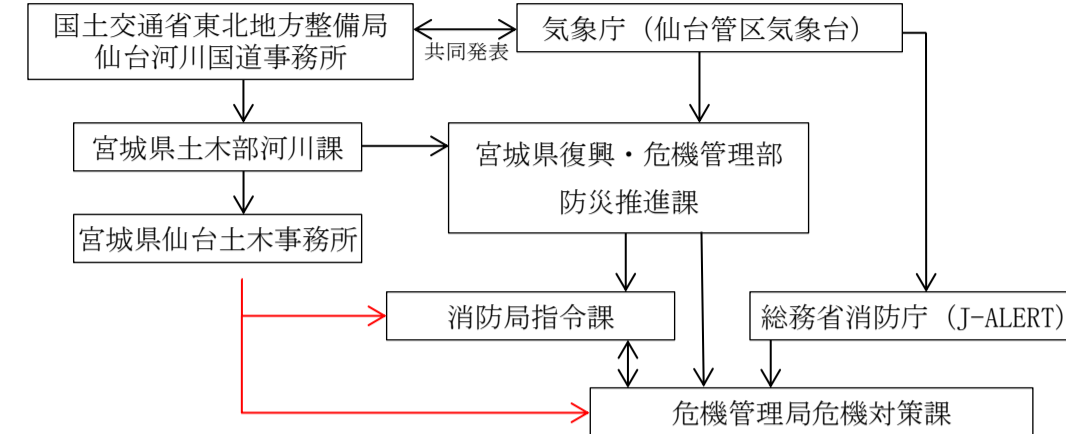 国土交通省東北地方整備局
仙台河川国道事務所
共同発表
気象庁（仙台管区気象台）
宮城県土木部河川課
宮城県復興・危機管理部
防災推進課
宮城県仙台土木事務所
消防局指令課
総務省消防庁（J-ALERT）
危機管理局危機対策課